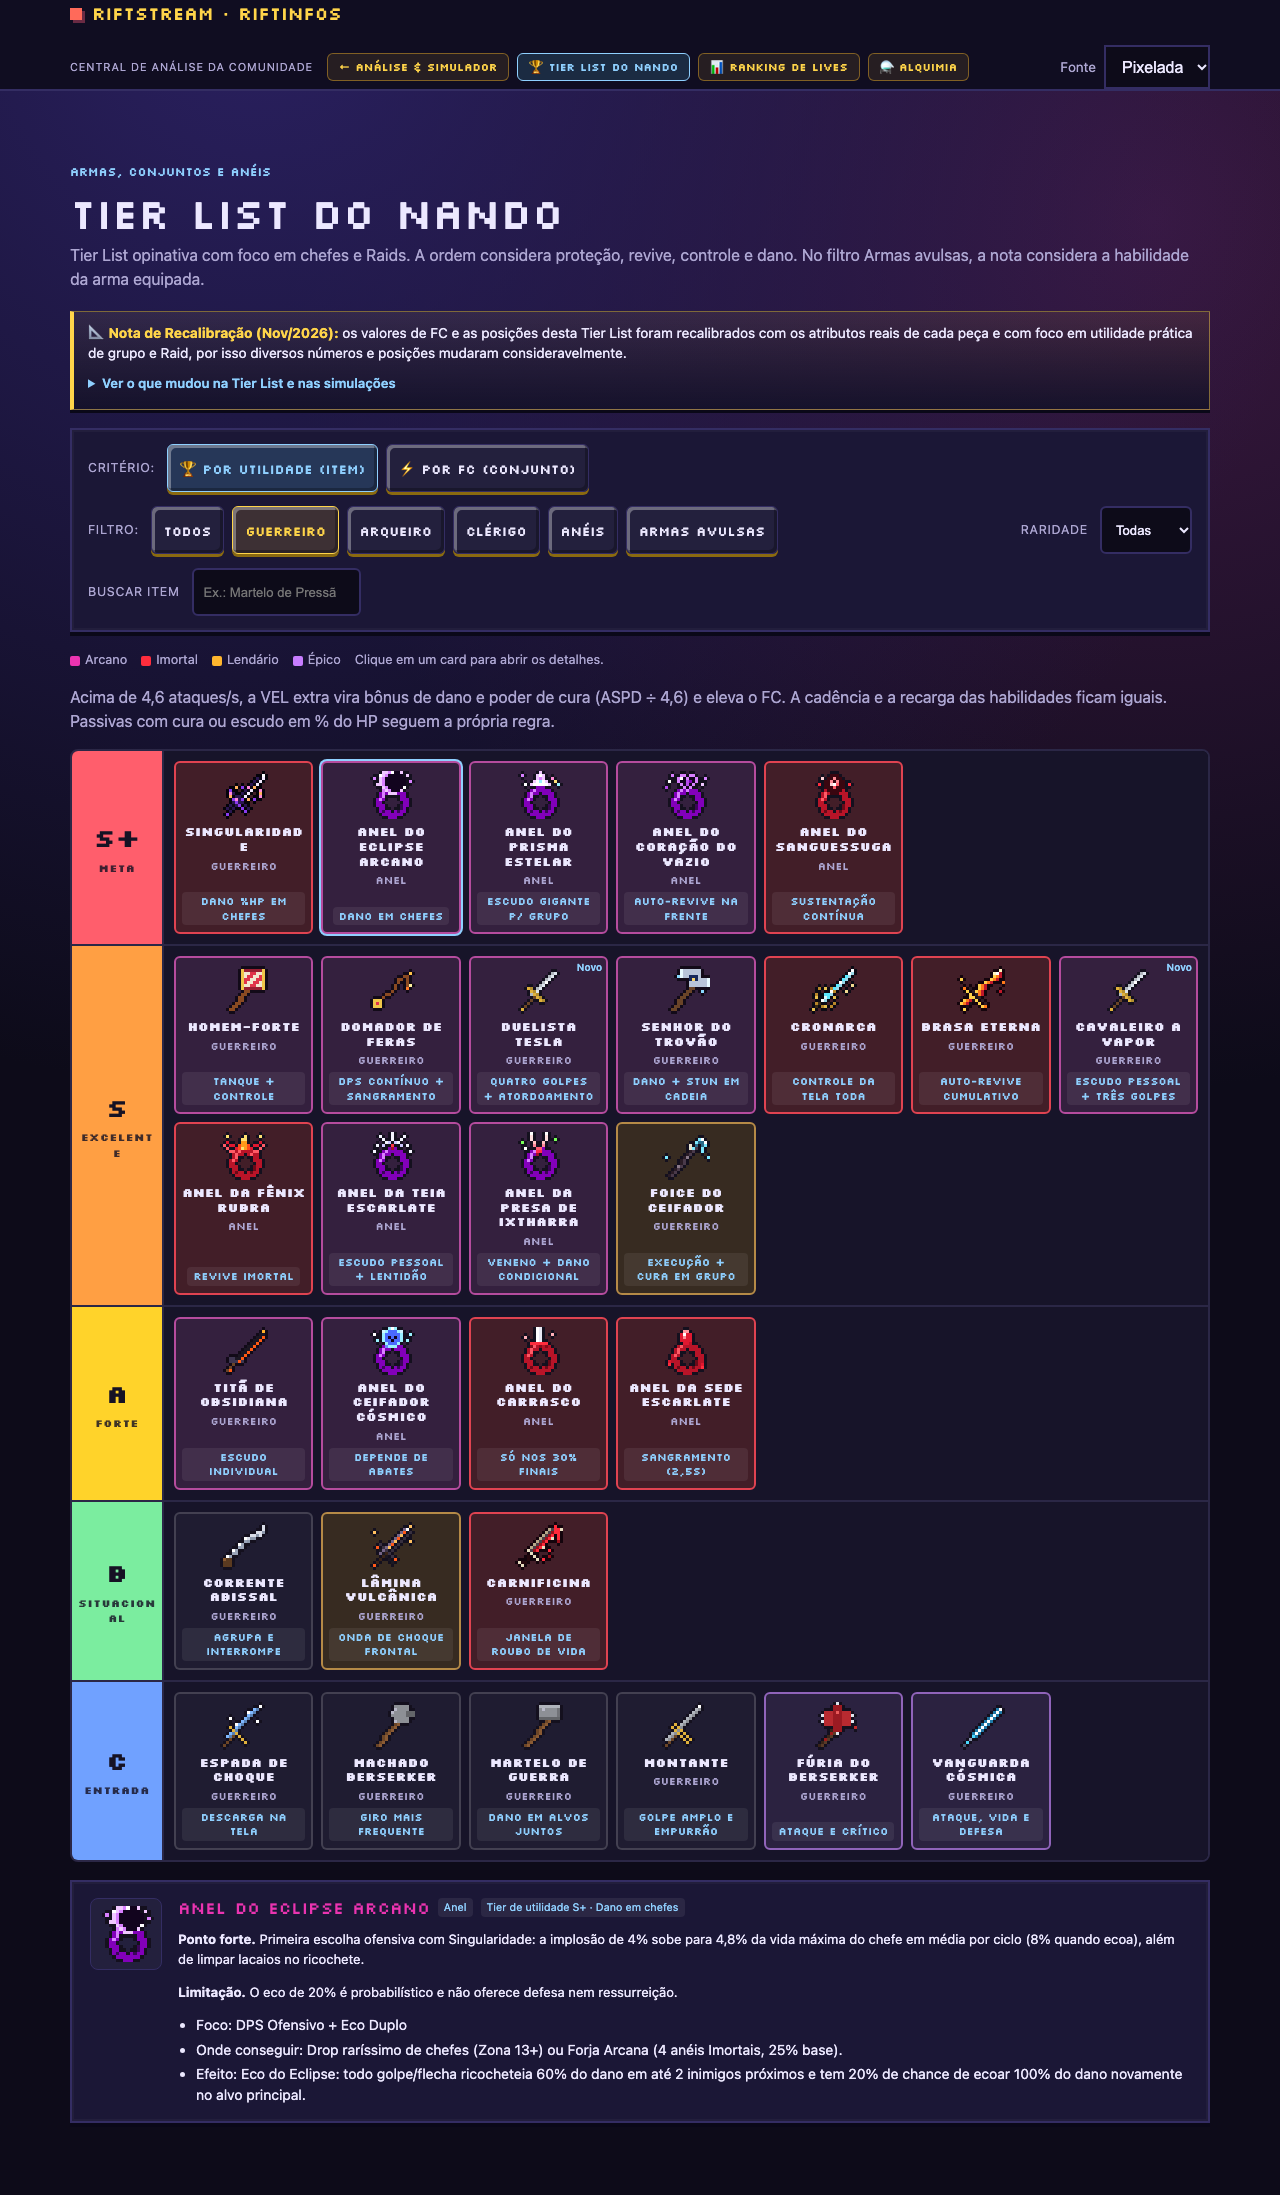 RIFTSTREAM · RIFTINFOS
CENTRAL DE ANÁLISE DA COMUNIDADE
← ANÁLISE & SIMULADOR
🏆 TIER LIST DO NANDO
📊 RANKING DE LIVES
ALQUIMIA
Fonte
Pixelada
ARMAS, CONJUNTOS E ANÉIS
TIER LIST DO NANDO
Tier List opinativa com foco em chefes e Raids. A ordem considera proteção, revive, controle e dano. No filtro Armas avulsas, a nota considera a habilidade
da arma equipada.
📐 Nota de Recalibração (Nov/2026): os valores de FC e as posições desta Tier List foram recalibrados com os atributos reais de cada peça e com foco em utilidade prática
de grupo e Raid, por isso diversos números e posições mudaram consideravelmente.
▶ Ver o que mudou na Tier List e nas simulações
CRITÉRIO:
🏆 POR UTILIDADE (ITEM)
⚡ POR FC (CONJUNTO)
FILTRO:
TODOS
GUERREIRO
ARQUEIRO
CLÉRIGO
ANÉIS
ARMAS AVULSAS
RARIDADE
Todas
BUSCAR ITEM
Ex.: Martelo de Pressã
Arcano
Imortal
Lendário
Épico
Clique em um card para abrir os detalhes.
Acima de 4,6 ataques/s, a VEL extra vira bônus de dano e poder de cura (ASPD ÷ 4,6) e eleva o FC. A cadência e a recarga das habilidades ficam iguais.
Passivas com cura ou escudo em % do HP seguem a própria regra.
S+
META
SINGULARIDAD
E
GUERREIRO
DANO %HP EM
CHEFES
ANEL DO
ECLIPSE
ARCANO
ANEL
DANO EM CHEFES
ANEL DO
PRISMA
ESTELAR
ANEL
ESCUDO GIGANTE
P/ GRUPO
ANEL DO
CORAÇÃO DO
VAZIO
ANEL
AUTO-REVIVE NA
FRENTE
ANEL DO
SANGUESSUGA
ANEL
SUSTENTAÇÃO
CONTÍNUA
S
EXCELENT
E
HOMEM-FORTE
GUERREIRO
TANQUE +
CONTROLE
DOMADOR DE
FERAS
GUERREIRO
DPS CONTÍNUO +
SANGRAMENTO
Novo
DUELISTA
TESLA
GUERREIRO
QUATRO GOLPES
+ ATORDOAMENTO
SENHOR DO
TROVÃO
GUERREIRO
DANO + STUN EM
CADEIA
CRONARCA
GUERREIRO
CONTROLE DA
TELA TODA
BRASA ETERNA
GUERREIRO
AUTO-REVIVE
CUMULATIVO
Novo
CAVALEIRO A
VAPOR
GUERREIRO
ESCUDO PESSOAL
+ TRÊS GOLPES
ANEL DA FÊNIX
RUBRA
ANEL
REVIVE IMORTAL
ANEL DA TEIA
ESCARLATE
ANEL
ESCUDO PESSOAL
+ LENTIDÃO
ANEL DA
PRESA DE
IXTHARRA
ANEL
VENENO + DANO
CONDICIONAL
FOICE DO
CEIFADOR
GUERREIRO
EXECUÇÃO +
CURA EM GRUPO
A
FORTE
TITÃ DE
OBSIDIANA
GUERREIRO
ESCUDO
INDIVIDUAL
ANEL DO
CEIFADOR
CÓSMICO
ANEL
DEPENDE DE
ABATES
ANEL DO
CARRASCO
ANEL
SÓ NOS 30%
FINAIS
ANEL DA SEDE
ESCARLATE
ANEL
SANGRAMENTO
(2,5S)
B
SITUACION
AL
CORRENTE
ABISSAL
GUERREIRO
AGRUPA E
INTERROMPE
LÂMINA
VULCÂNICA
GUERREIRO
ONDA DE CHOQUE
FRONTAL
CARNIFICINA
GUERREIRO
JANELA DE
ROUBO DE VIDA
C
ENTRADA
ESPADA DE
CHOQUE
GUERREIRO
DESCARGA NA
TELA
MACHADO
BERSERKER
GUERREIRO
GIRO MAIS
FREQUENTE
MARTELO DE
GUERRA
GUERREIRO
DANO EM ALVOS
JUNTOS
MONTANTE
GUERREIRO
GOLPE AMPLO E
EMPURRÃO
FÚRIA DO
BERSERKER
GUERREIRO
ATAQUE E CRÍTICO
VANGUARDA
CÓSMICA
GUERREIRO
ATAQUE, VIDA E
DEFESA
ANEL DO ECLIPSE ARCANO
Anel
Tier de utilidade S+ · Dano em chefes
Ponto forte. Primeira escolha ofensiva com Singularidade: a implosão de 4% sobe para 4,8% da vida máxima do chefe em média por ciclo (8% quando ecoa), além
de limpar lacaios no ricochete.
Limitação. O eco de 20% é probabilístico e não oferece defesa nem ressurreição.
• Foco: DPS Ofensivo + Eco Duplo
• Onde conseguir: Drop raríssimo de chefes (Zona 13+) ou Forja Arcana (4 anéis Imortais, 25% base).
• Efeito: Eco do Eclipse: todo golpe/flecha ricocheteia 60% do dano em até 2 inimigos próximos e tem 20% de chance de ecoar 100% do dano novamente
no alvo principal.